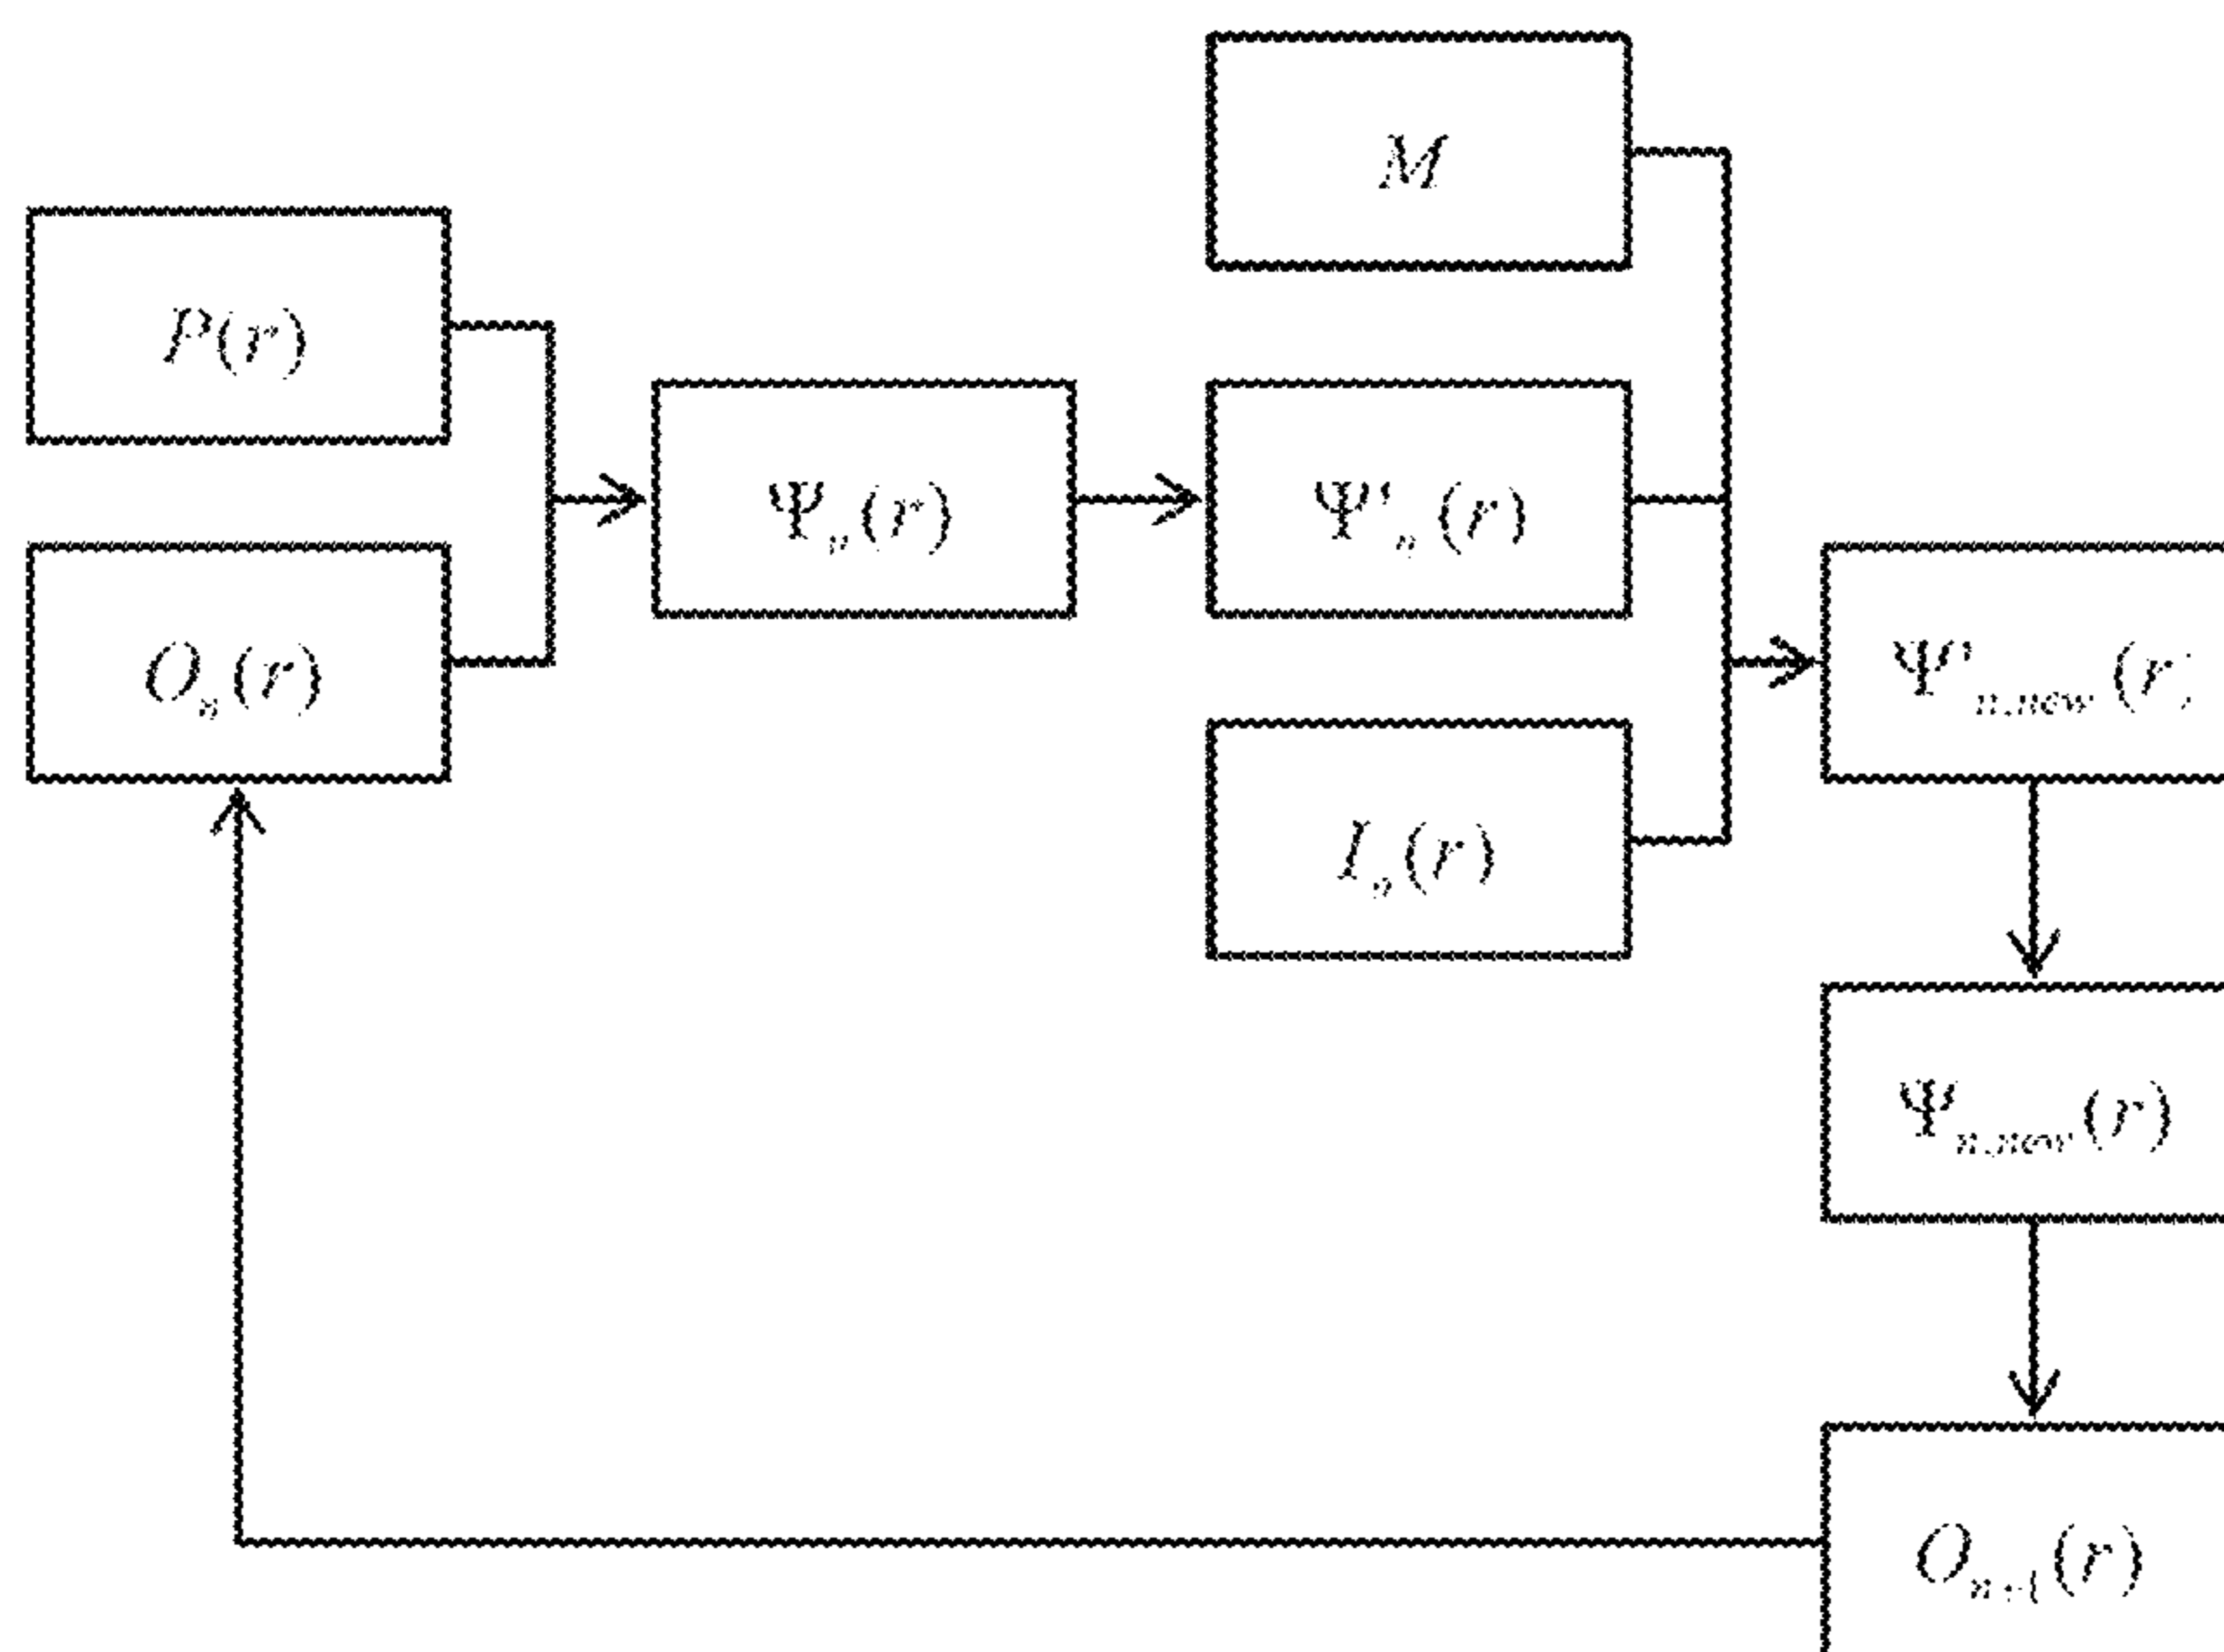 M
P(r)
Ψₙ(r)
Ψ'ₙ(r)
Oₙ(r)
Ψ'n,new(r)
Iₙ(r)
Ψn,new(r)
Oₙ₊₁(r)